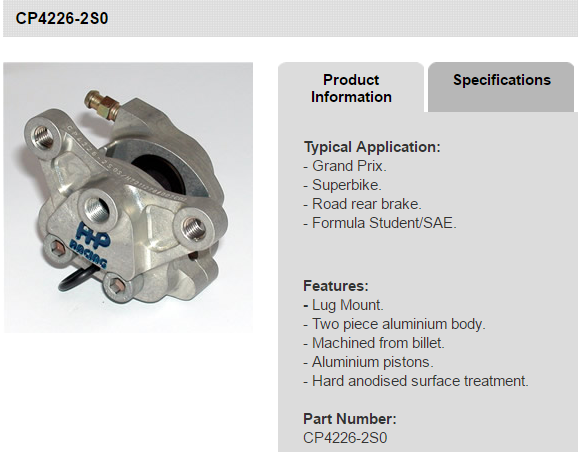 CP4226-2S0
Product
Information
Specifications
Typical Application:
- Grand Prix.
- Superbike.
- Road rear brake.
- Formula Student/SAE.
Features:
- Lug Mount.
- Two piece aluminium body.
- Machined from billet.
- Aluminium pistons.
- Hard anodised surface treatment.
Part Number:
CP4226-2S0
RACING